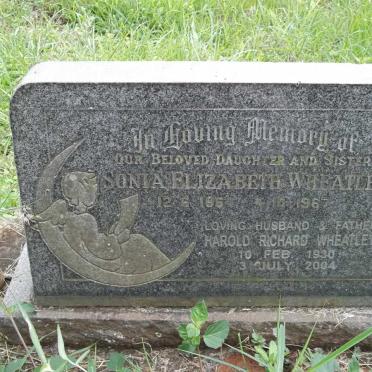 In Loving Memory of
OUR BELOVED DAUGHTER AND SISTER
SONIA ELIZABETH WHEATLE
LOVING HUSBAND & FATHE
HAROLD RICHARD WHEATLE
10 FEB. 1930
3 JULY 2004